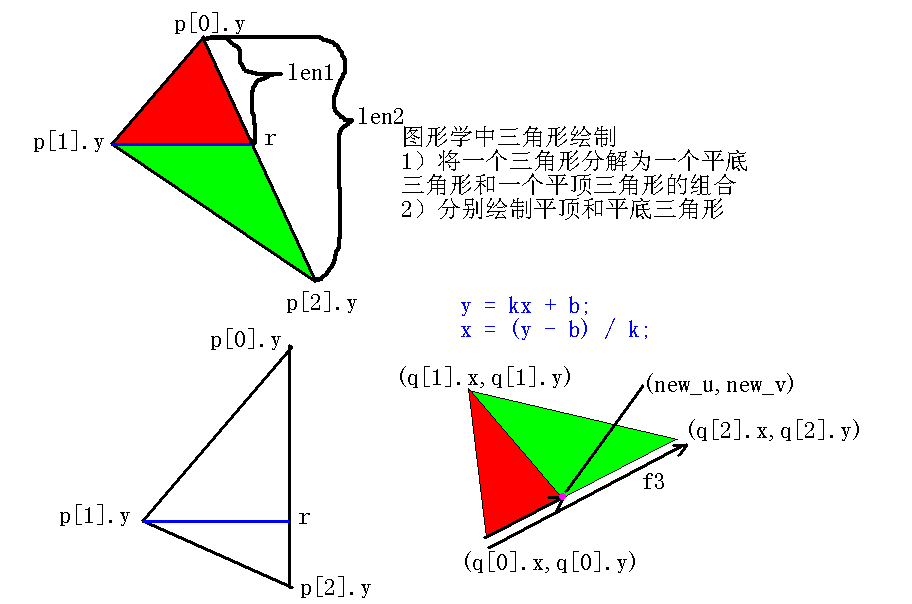 p[0].y
len1
len2
p[1].y
r
图形学中三角形绘制
1）将一个三角形分解为一个平底
三角形和一个平顶三角形的组合
2）分别绘制平顶和平底三角形
p[2].y
y = kx + b;
x = (y - b) / k;
p[0].y
(q[1].x,q[1].y)
(new_u,new_v)
(q[2].x,q[2].y)
f3
p[1].y
r
(q[0].x,q[0].y)
p[2].y